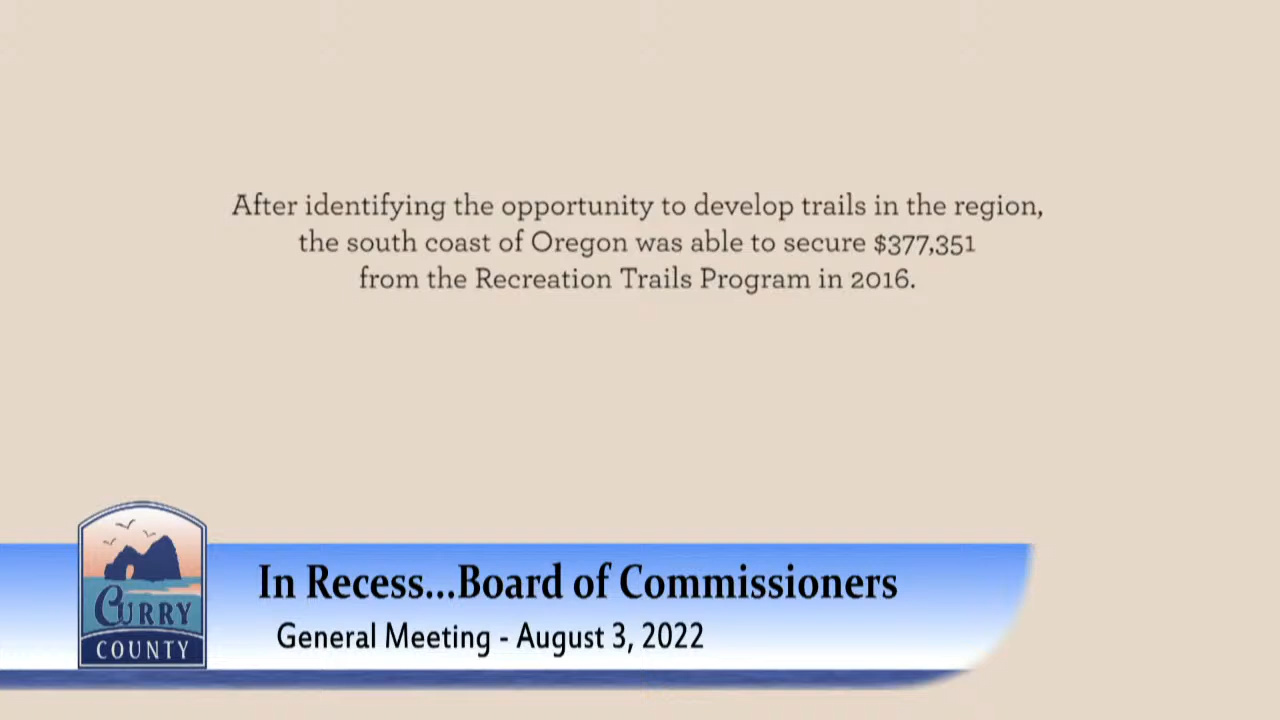 After identifying the opportunity to develop trails in the region,
the south coast of Oregon was able to secure $377,351
from the Recreation Trails Program in 2016.
In Recess...Board of Commissioners
General Meeting - August 3, 2022
CURRY
COUNTY